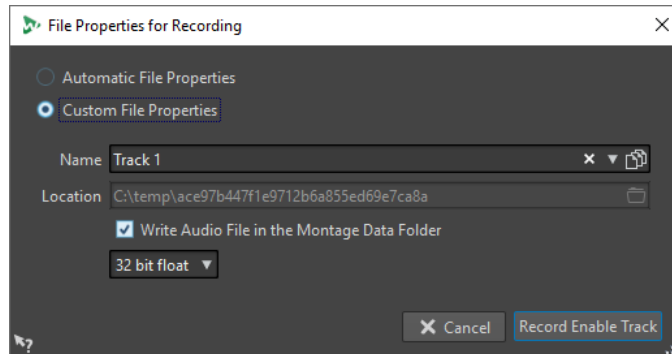 File Properties for Recording
Automatic File Properties
Custom File Properties
Name Track 1
Location C:\temp\ace97b447f1e9712b6a855ed69e7ca8a
Write Audio File in the Montage Data Folder
32 bit float
Cancel Record Enable Track
?